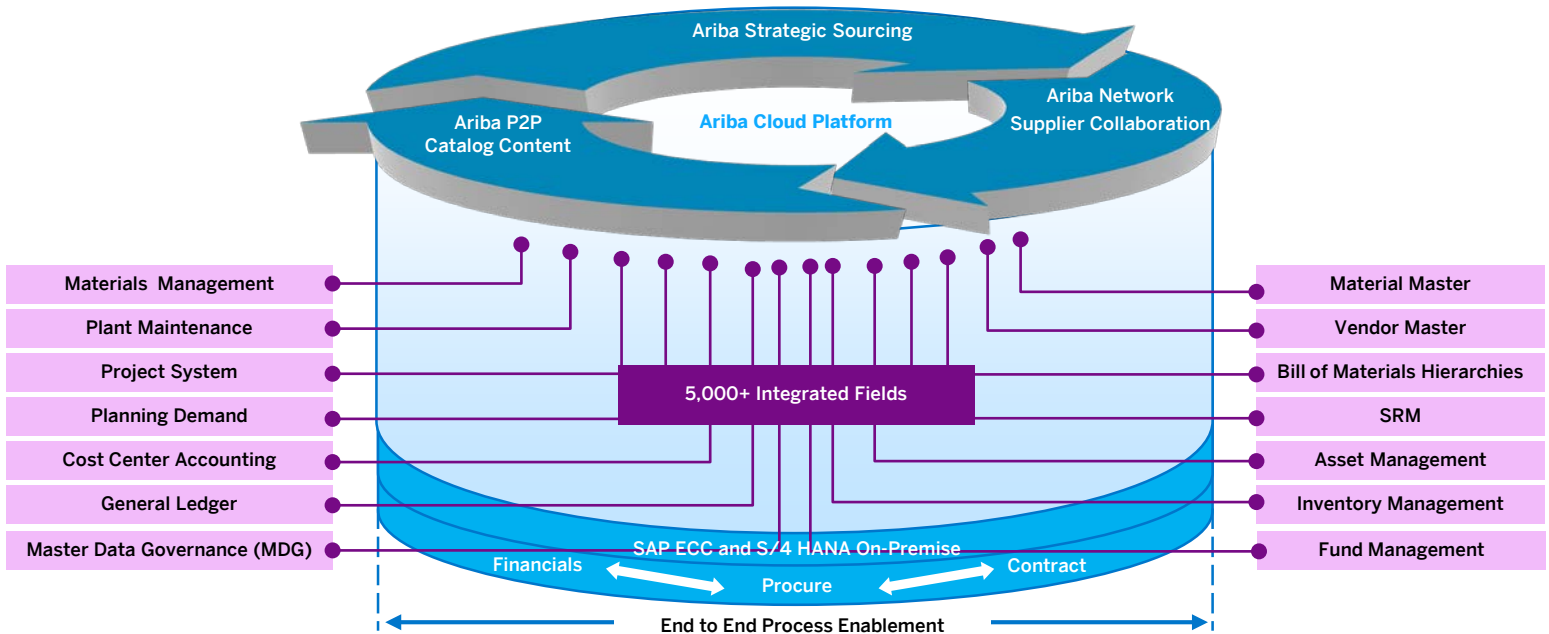 Ariba Strategic Sourcing
Ariba Network
Supplier Collaboration
Ariba P2P
Catalog Content
Ariba Cloud Platform
Materials Management
Plant Maintenance
Project System
Planning Demand
Cost Center Accounting
General Ledger
Master Data Governance (MDG)
5,000+ Integrated Fields
Material Master
Vendor Master
Bill of Materials Hierarchies
SRM
Asset Management
Inventory Management
Fund Management
SAP ECC and S/4 HANA On-Premise
Financials
Procure
Contract
End to End Process Enablement